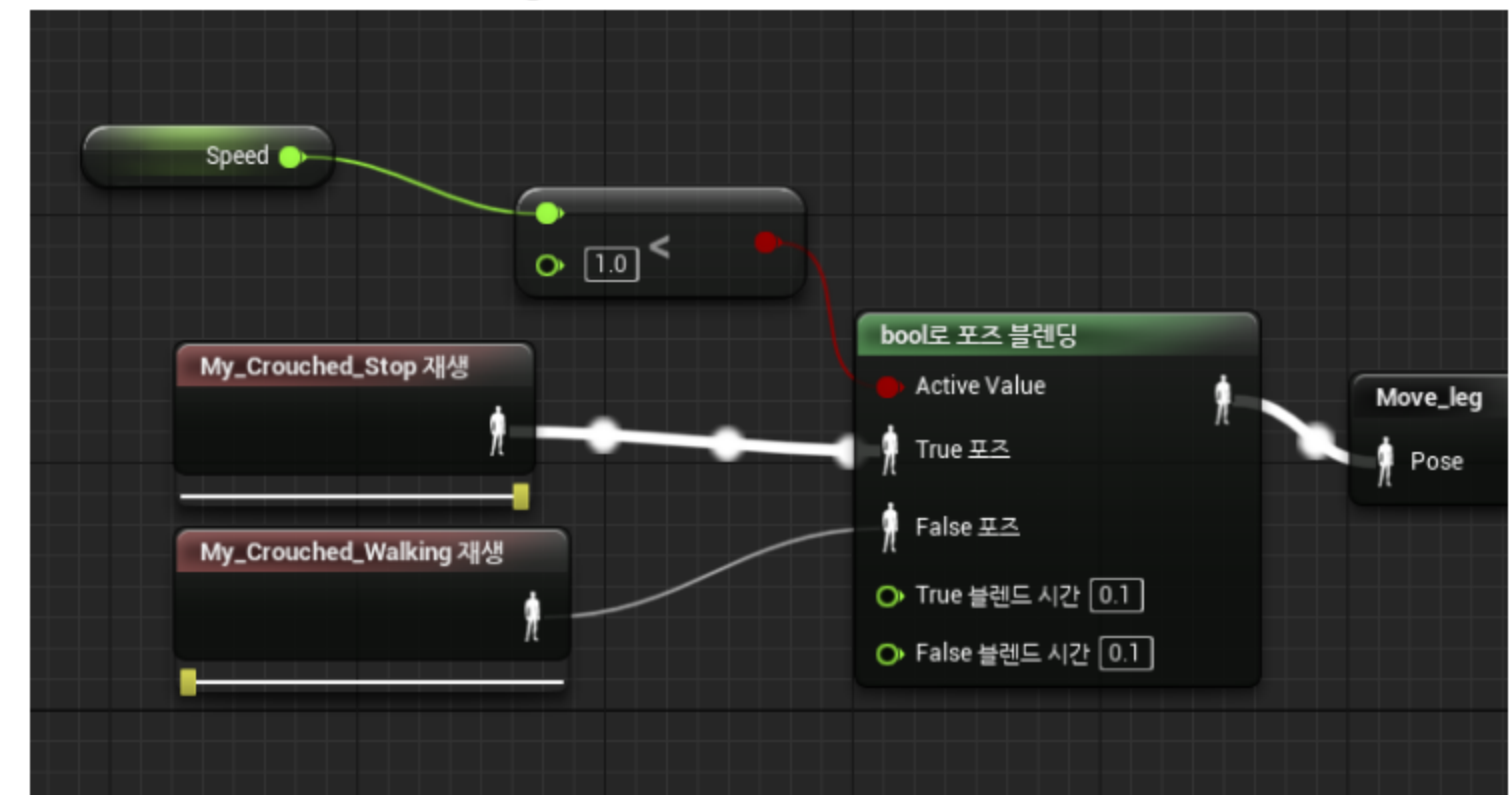 Speed
1.0 <
My_Crouched_Stop 재생
My_Crouched_Walking 재생
bool로 포즈 블렌딩
Active Value
True 포즈
False 포즈
True 블렌드 시간 0.1
False 블렌드 시간 0.1
Move_leg
Pose